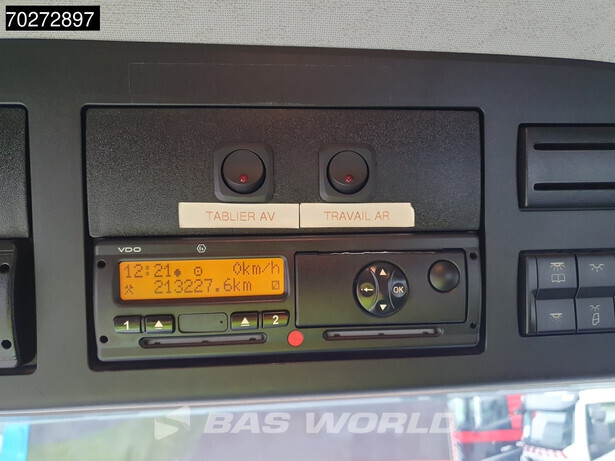 70272897
TABLIER AV
TRAVAIL AR
VDO
12:21 0km/h
213227.6km
1
2
OK
BAS WORLD